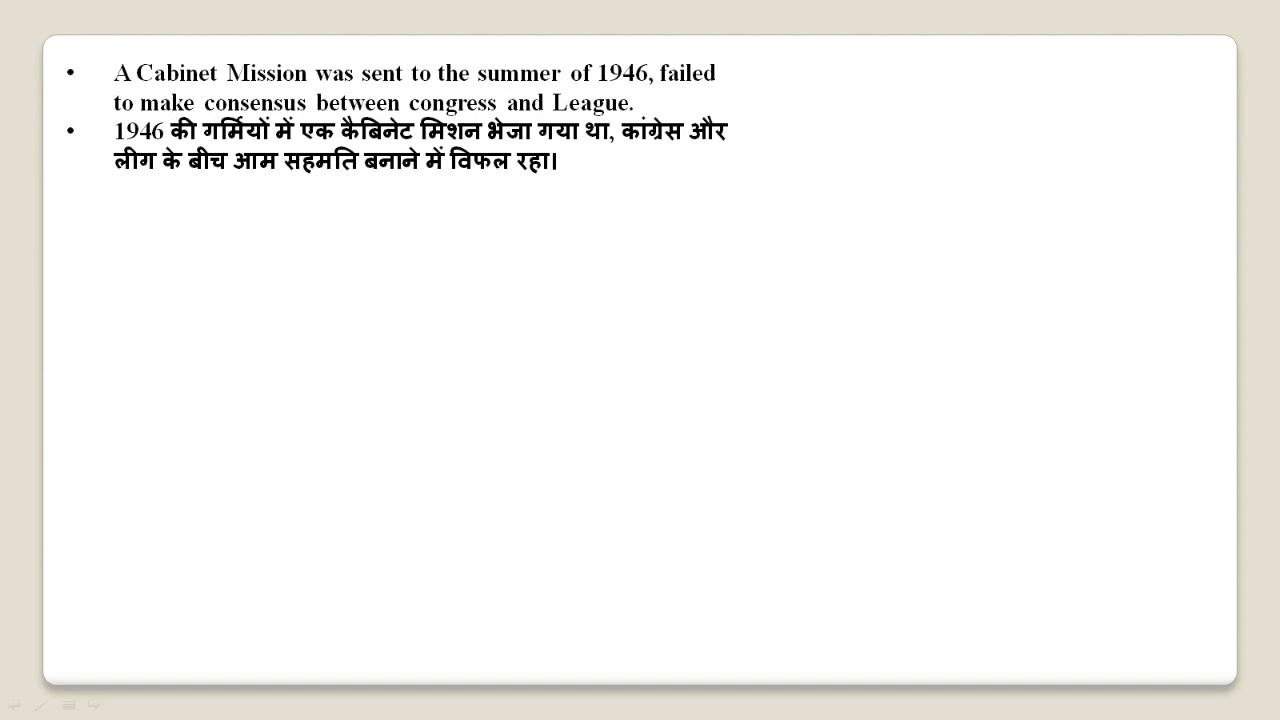 • A Cabinet Mission was sent to the summer of 1946, failed
to make consensus between congress and League.
• 1946 की गर्मियों में एक कैबिनेट मिशन भेजा गया था, कांग्रेस और
लीग के बीच आम सहमति बनाने में विफल रहा।